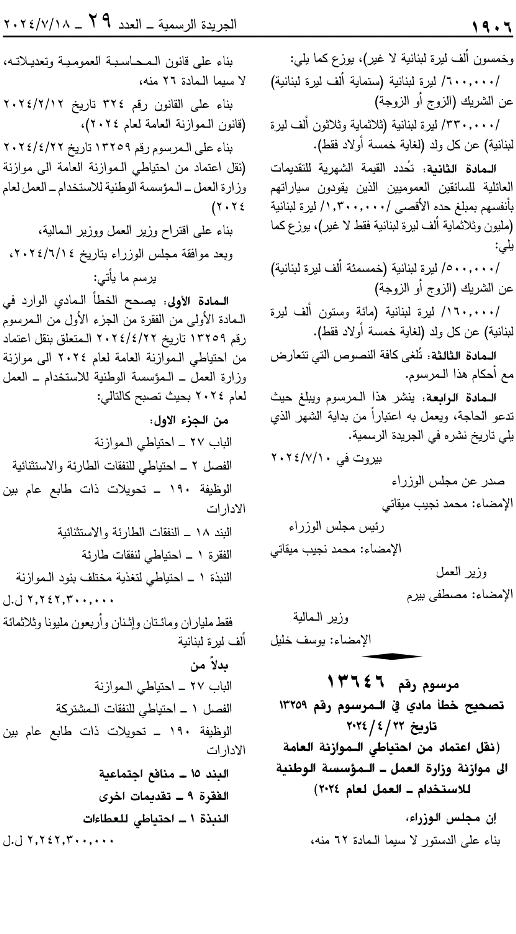 ١٩٠٦
الجريدة الرسمية ـ العدد ٢٩ ـ ٢٠٢٤/٧/١٨
وخمسون ألف ليرة لبنانية لا غير)، يوزع كما يلي:
/٦٠٠,٠٠٠/ ليرة لبنانية (ستماية ألف ليرة لبنانية)
عن الشريك (الزوج أو الزوجة)
/٣٣٠,٠٠٠/ ليرة لبنانية (ثلاثماية وثلاثون ألف ليرة
لبنانية) عن كل ولد (لغاية خمسة أولاد فقط).
المادة الثانية: تُحدد القيمة الشهرية للتقديمات
العائلية للسائقين العموميين الذين يقودون سياراتهم
بأنفسهم بمبلغ حده الأقصى /١,٣٠٠,٠٠٠/ ليرة لبنانية
(مليون وثلاثماية ألف ليرة لبنانية فقط لا غير)، يوزع كما
يلي:
/٥٠٠,٠٠٠/ ليرة لبنانية (خمسمئة ألف ليرة لبنانية)
عن الشريك (الزوج أو الزوجة)
/١٦٠,٠٠٠/ ليرة لبنانية (مائة وستون ألف ليرة
لبنانية) عن كل ولد (لغاية خمسة أولاد فقط).
المادة الثالثة: تُلغى كافة النصوص التي تتعارض
مع أحكام هذا المرسوم.
المادة الرابعة: ينشر هذا المرسوم ويبلغ حيث
تدعو الحاجة، ويعمل به اعتباراً من بداية الشهر الذي
يلي تاريخ نشره في الجريدة الرسمية.
بيروت في ٢٠٢٤/٧/١٠
صدر عن مجلس الوزراء
الإمضاء: محمد نجيب ميقاتي
رئيس مجلس الوزراء
الإمضاء: محمد نجيب ميقاتي
وزير العمل
الإمضاء: مصطفى بيرم
وزير المالية
الإمضاء: يوسف خليل
مرسوم رقم ١٣٦٤٦
تصحيح خطأ مادي في المرسوم رقم ١٣٢٥٩
تاريخ ٢٠٢٤/٤/٢٢
(نقل اعتماد من احتياطي الموازنة العامة
الى موازنة وزارة العمل ـ المؤسسة الوطنية
للاستخدام ـ العمل لعام ٢٠٢٤)
إن مجلس الوزراء،
بناء على الدستور لا سيما المادة ٦٢ منه،
بناء على قانون المحاسبة العمومية وتعديلاته،
لا سيما المادة ٢٦ منه،
بناء على القانون رقم ٣٢٤ تاريخ ٢٠٢٤/٢/١٢
(قانون الموازنة العامة لعام ٢٠٢٤)،
بناء على المرسوم رقم ١٣٢٥٩ تاريخ ٢٠٢٤/٤/٢٢
(نقل اعتماد من احتياطي الموازنة العامة الى موازنة
وزارة العمل ـ المؤسسة الوطنية للاستخدام ـ العمل لعام
٢٠٢٤)
بناء على اقتراح وزير العمل ووزير المالية،
وبعد موافقة مجلس الوزراء بتاريخ ٢٠٢٤/٦/١٤،
يرسم ما يأتي:
المادة الأولى: يصحح الخطأ المادي الوارد في
المادة الأولى من الفقرة من الجزء الأول من المرسوم
رقم ١٣٢٥٩ تاريخ ٢٠٢٤/٤/٢٢ المتعلق بنقل اعتماد
من احتياطي الموازنة العامة لعام ٢٠٢٤ الى موازنة
وزارة العمل ـ المؤسسة الوطنية للاستخدام ـ العمل
لعام ٢٠٢٤ بحيث تصبح كالتالي:
من الجزء الاول:
الباب ٢٧ ـ احتياطي الموازنة
الفصل ٢ ـ احتياطي للنفقات الطارئة والاستثنائية
الوظيفة ١٩٠ ـ تحويلات ذات طابع عام بين
الادارات
البند ١٨ ـ النفقات الطارئة والاستثنائية
الفقرة ١ ـ احتياطي لنفقات طارئة
النبذة ١ ـ احتياطي لتغذية مختلف بنود الموازنة
٢,٢٤٢,٣٠٠,٠٠٠ ل.ل
فقط ملياران ومائتان وإثنان وأربعون مليونا وثلاثمائة
ألف ليرة لبنانية
بدلاً من
الباب ٢٧ ـ احتياطي الموازنة
الفصل ١ ـ احتياطي للنفقات المشتركة
الوظيفة ١٩٠ ـ تحويلات ذات طابع عام بين
الادارات
البند ١٥ ـ منافع اجتماعية
الفقرة ٩ ـ تقديمات اخرى
النبذة ١ ـ احتياطي للعطاءات
٢,٢٤٢,٣٠٠,٠٠٠ ل.ل